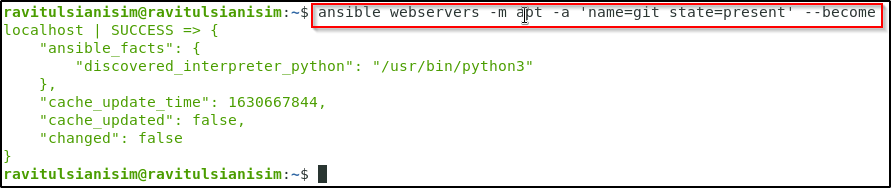 ravitulsianisim@ravitulsianisim:~$ ansible webservers -m apt -a 'name=git state=present' --become
localhost | SUCCESS => {
    "ansible_facts": {
        "discovered_interpreter_python": "/usr/bin/python3"
    },
    "cache_update_time": 1630667844,
    "cache_updated": false,
    "changed": false
}
ravitulsianisim@ravitulsianisim:~$